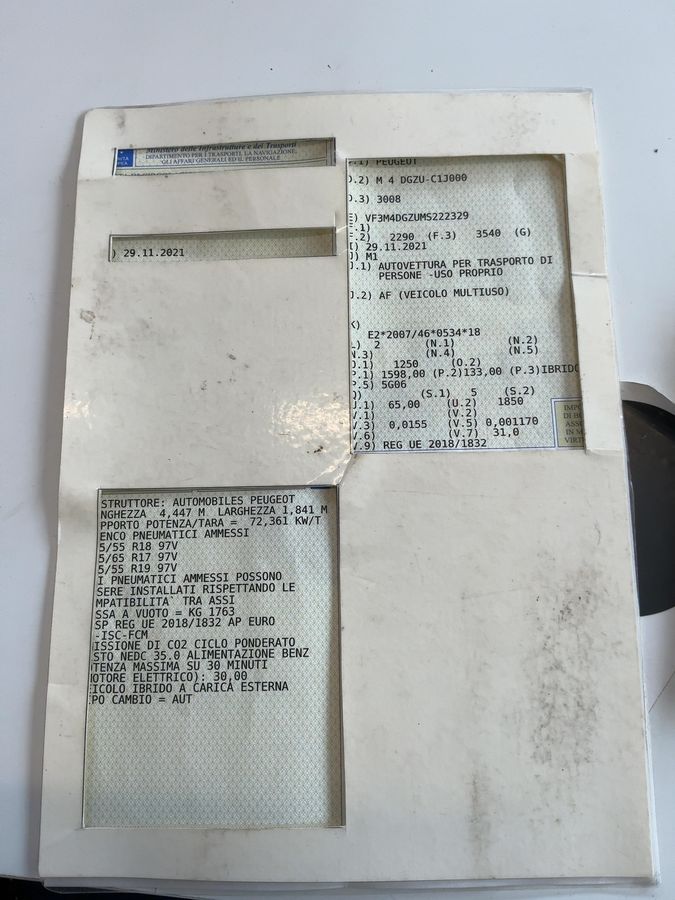 Ministero delle Infrastrutture e dei Trasporti
DIPARTIMENTO PER I TRASPORTI, LA NAVIGAZIONE,
GLI AFFARI GENERALI ED IL PERSONALE
) 29.11.2021
.1) PEUGEOT
.2) M 4 DGZU-C1J000
.3) 3008
) VF3M4DGZUMS222329
.1)
.2) 2290 (F.3) 3540 (G)
) 29.11.2021
) M1
.1) AUTOVETTURA PER TRASPORTO DI
PERSONE -USO PROPRIO
.2) AF (VEICOLO MULTIUSO)
)
E2*2007/46*0534*18
) 2 (N.1) (N.2)
.3) (N.4) (N.5)
.1) 1250 (O.2)
.1) 1598,00 (P.2)133,00 (P.3)IBRIDO
.5) 5G06
) (S.1) 5 (S.2)
.1) 65,00 (U.2) 1850
.1) (V.2)
.3) 0,0155 (V.5) 0,001170
.6) (V.7) 31,0
.9) REG UE 2018/1832
STRUTTORE: AUTOMOBILES PEUGEOT
NGHEZZA 4,447 M LARGHEZZA 1,841 M
PPORTO POTENZA/TARA = 72,361 KW/T
ENCO PNEUMATICI AMMESSI
5/55 R18 97V
5/65 R17 97V
5/55 R19 97V
I PNEUMATICI AMMESSI POSSONO
SERE INSTALLATI RISPETTANDO LE
MPATIBILITA` TRA ASSI
SSA A VUOTO = KG 1763
SP REG UE 2018/1832 AP EURO
-ISC-FCM
ISSIONE DI CO2 CICLO PONDERATO
STO NEDC 35.0 ALIMENTAZIONE BENZ
TENZA MASSIMA SU 30 MINUTI
OTORE ELETTRICO): 30,00
ICOLO IBRIDO A CARICA ESTERNA
PO CAMBIO = AUT